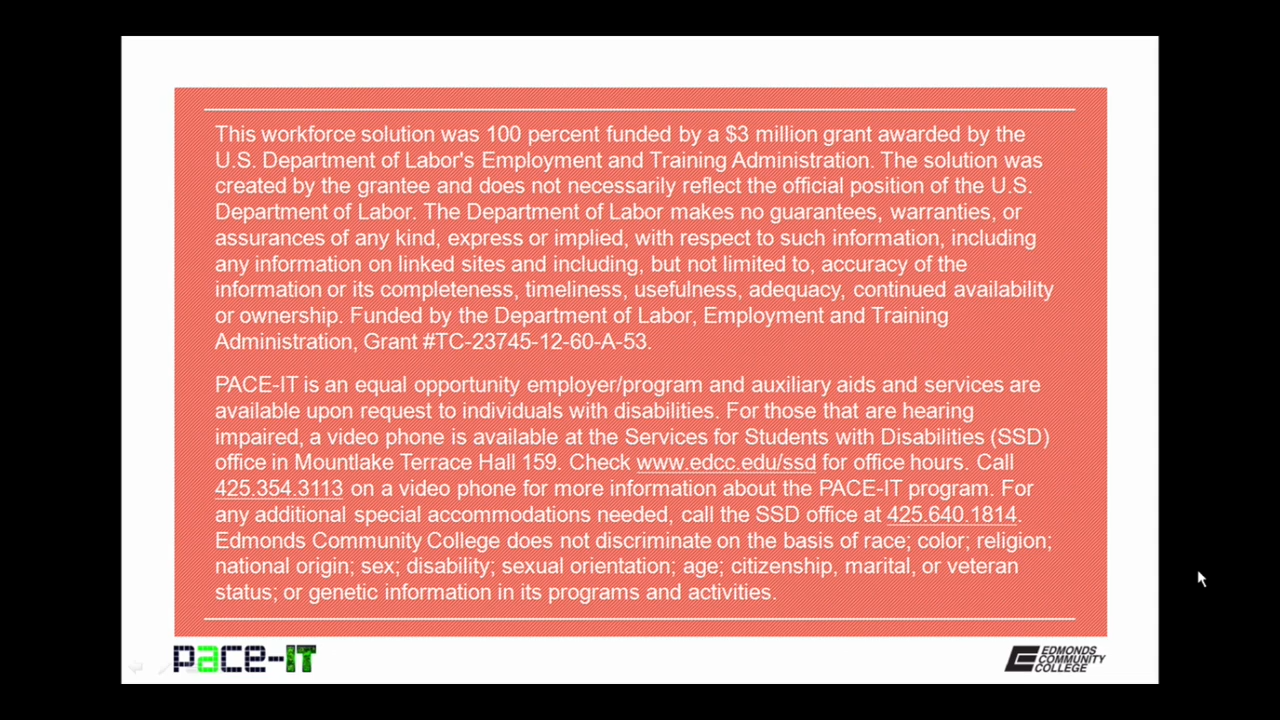 This workforce solution was 100 percent funded by a $3 million grant awarded by the
U.S. Department of Labor's Employment and Training Administration. The solution was
created by the grantee and does not necessarily reflect the official position of the U.S.
Department of Labor. The Department of Labor makes no guarantees, warranties, or
assurances of any kind, express or implied, with respect to such information, including
any information on linked sites and including, but not limited to, accuracy of the
information or its completeness, timeliness, usefulness, adequacy, continued availability
or ownership. Funded by the Department of Labor, Employment and Training
Administration, Grant #TC-23745-12-60-A-53.
PACE-IT is an equal opportunity employer/program and auxiliary aids and services are
available upon request to individuals with disabilities. For those that are hearing
impaired, a video phone is available at the Services for Students with Disabilities (SSD)
office in Mountlake Terrace Hall 159. Check www.edcc.edu/ssd for office hours. Call
425.354.3113 on a video phone for more information about the PACE-IT program. For
any additional special accommodations needed, call the SSD office at 425.640.1814.
Edmonds Community College does not discriminate on the basis of race; color; religion;
national origin; sex; disability; sexual orientation; age; citizenship, marital, or veteran
status; or genetic information in its programs and activities.
pace-IT
EDMONDS
COMMUNITY
COLLEGE